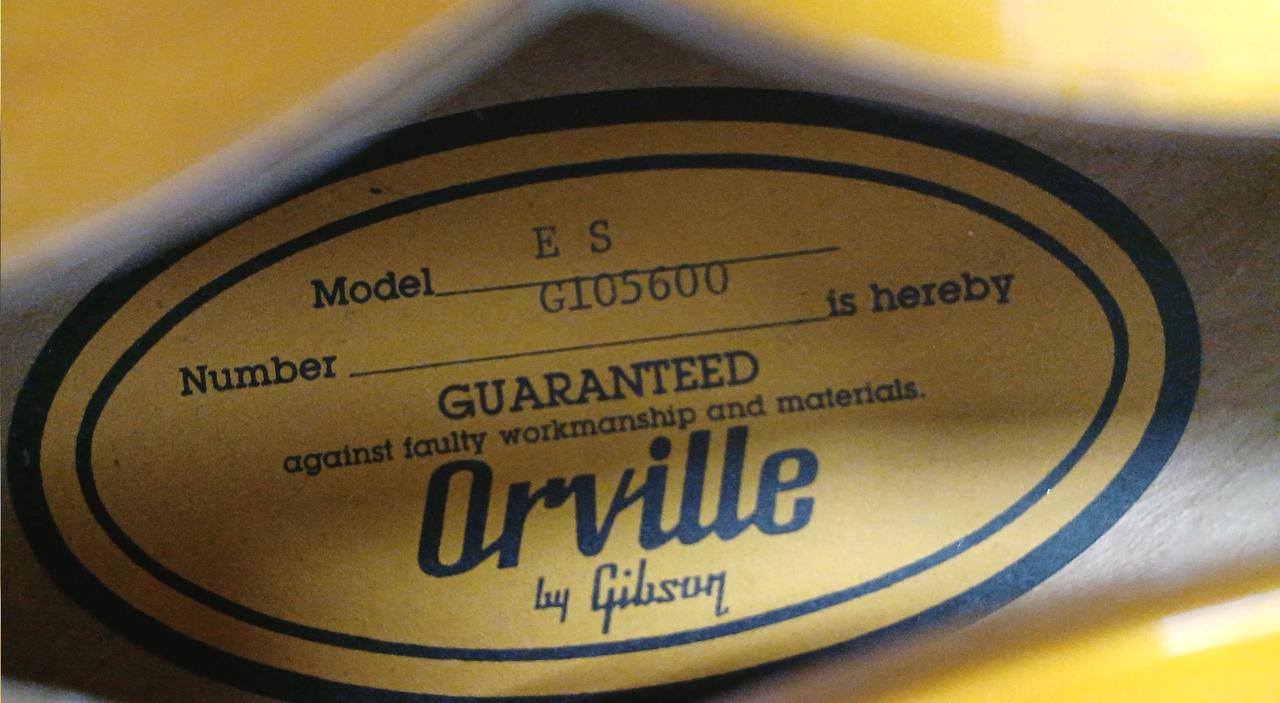 Model E S
Number GI05600 is hereby
GUARANTEED
against faulty workmanship and materials.
Orville
by Gibson